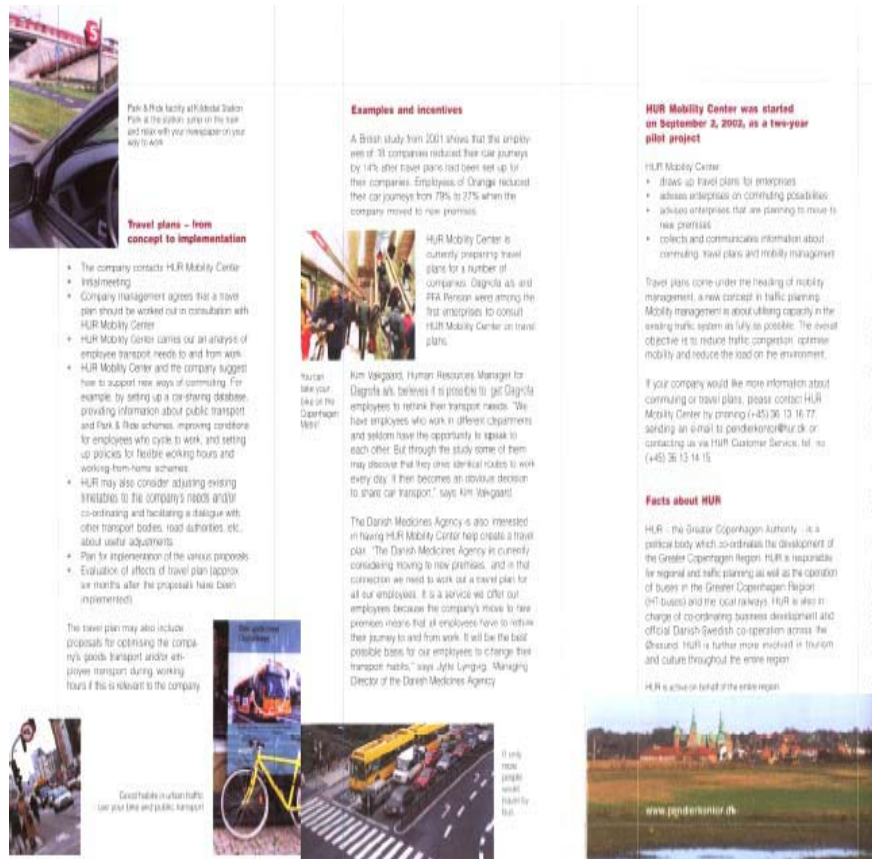 S
Park & Ride facility at Kildedal Station
Park at the station, jump on the train
and relax with your newspaper on your
way to work
Travel plans – from
concept to implementation
• The company contacts HUR Mobility Center
• Initial meeting
• Company management agrees that a travel
plan should be worked out in consultation with
HUR Mobility Center
• HUR Mobility Center carries out an analysis of
employee transport needs to and from work
• HUR Mobility Center and the company suggest
how to support new ways of commuting. For
example, by setting up a car-sharing database,
providing information about public transport
and Park & Ride schemes, improving conditions
for employees who cycle to work, and setting
up policies for flexible working hours and
working-from-home schemes.
• HUR may also consider adjusting existing
timetables to the company's needs and/or
co-ordinating and facilitating a dialogue with
other transport bodies, road authorities, etc.,
about useful adjustments
• Plan for implementation of the various proposals
• Evaluation of effects of travel plan (approx.
six months after the proposals have been
implemented)
The travel plan may also include
proposals for optimising the compa-
ny's goods transport and/or em-
ployee transport during working
hours if this is relevant to the company
Good habits in urban traffic
- use your bike and public transport
Examples and incentives
A British study from 2001 shows that the employ-
ees of 18 companies reduced their car journeys
by 14% after travel plans had been set up for
their companies. Employees of Orange reduced
their car journeys from 79% to 27% when the
company moved to new premises.
HUR Mobility Center is
currently preparing travel
plans for a number of
companies. Dagrofa a/s and
PFA Pension were among the
first enterprises to consult
HUR Mobility Center on travel
plans.
You can
take your
bike on the
Copenhagen
Metro
Kim Vakgaard, Human Resources Manager for
Dagrofa a/s, believes it is possible to get Dagrofa
employees to rethink their transport needs. "We
have employees who work in different departments
and seldom have the opportunity to speak to
each other. But through the study some of them
may discover that they drive identical routes to work
every day. It then becomes an obvious decision
to share car transport," says Kim Vakgaard.
The Danish Medicines Agency is also interested
in having HUR Mobility Center help create a travel
plan. "The Danish Medicines Agency is currently
considering moving to new premises, and in that
connection we need to work out a travel plan for
all our employees. It is a service we offer our
employees because the company's move to new
premises means that all employees have to rethink
their journey to and from work. It will be the best
possible basis for our employees to change their
transport habits," says Jytte Lyngvig, Managing
Director of the Danish Medicines Agency
If only
more
people
would
travel by
bus
HUR Mobility Center was started
on September 2, 2002, as a two-year
pilot project
HUR Mobility Center
• draws up travel plans for enterprises
• advises enterprises on commuting possibilities
• advises enterprises that are planning to move to
new premises
• collects and communicates information about
commuting, travel plans and mobility management
Travel plans come under the heading of mobility
management, a new concept in traffic planning.
Mobility management is about utilising capacity in the
existing traffic system as fully as possible. The overall
objective is to reduce traffic congestion, optimise
mobility and reduce the load on the environment.
If your company would like more information about
commuting or travel plans, please contact HUR
Mobility Center by phoning (+45) 36 13 16 77,
sending an e-mail to pendlerkontor@hur.dk or
contacting us via HUR Customer Service, tel. no.
(+45) 36 13 14 15.
Facts about HUR
HUR - the Greater Copenhagen Authority - is a
political body which co-ordinates the development of
the Greater Copenhagen Region. HUR is responsible
for regional and traffic planning as well as the operation
of buses in the Greater Copenhagen Region
(HT-buses) and the local railways. HUR is also in
charge of co-ordinating business development and
official Danish-Swedish co-operation across the
Øresund. HUR is further more involved in tourism
and culture throughout the entire region
HUR is active on behalf of the entire region
www.pendlerkontor.dk